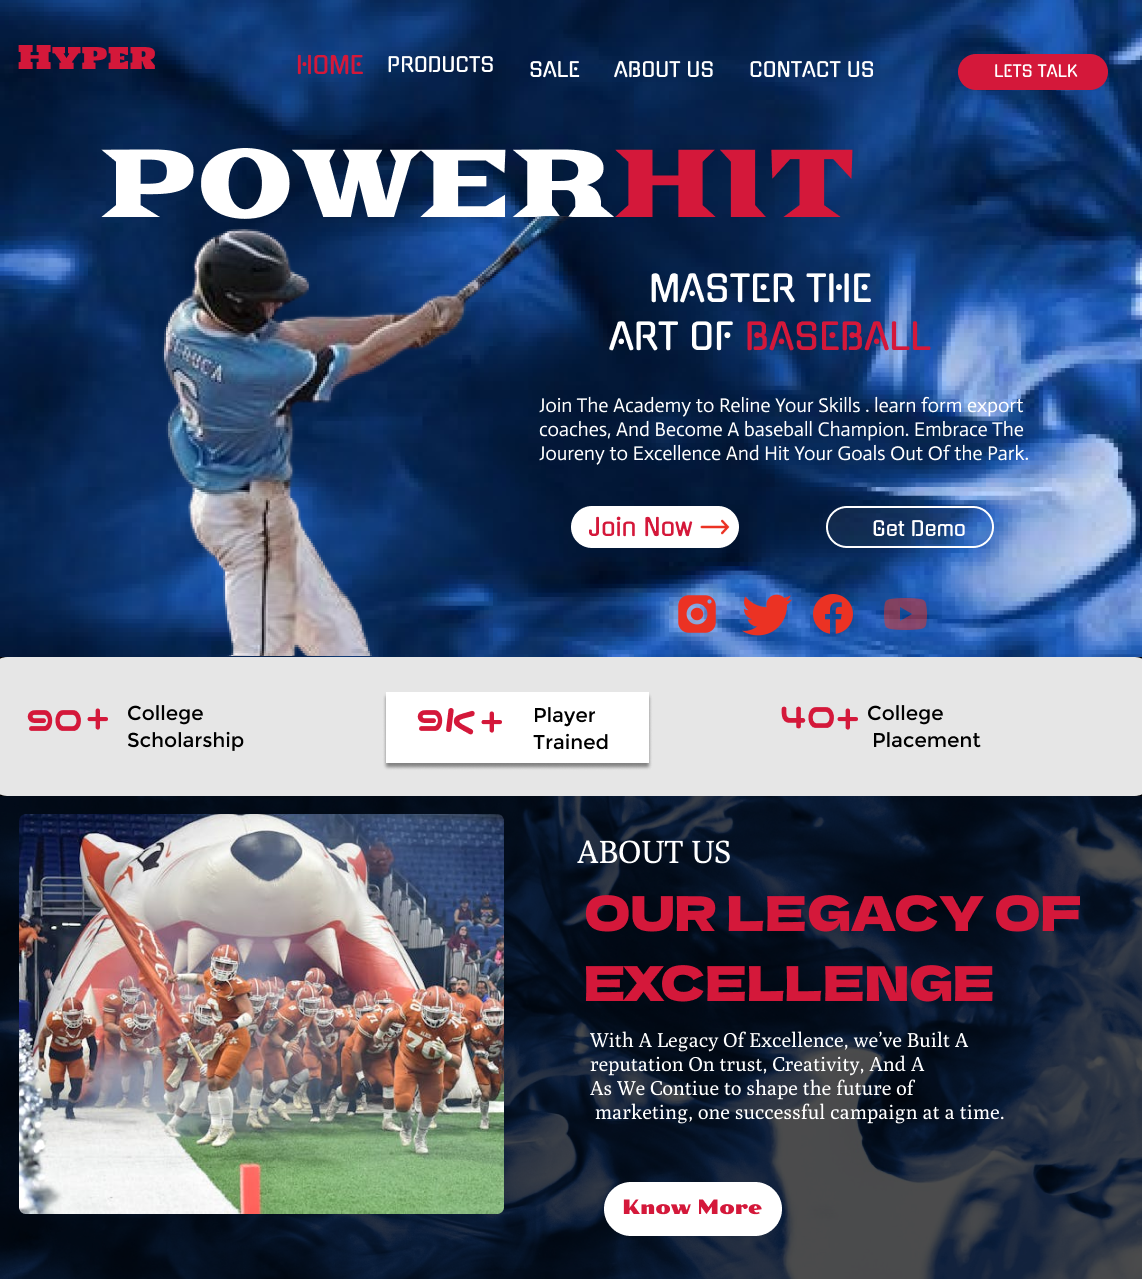 HYPER
HOME PRODUCTS SALE ABOUT US CONTACT US LETS TALK
POWERHIT
MASTER THE
ART OF BASEBALL
Join The Academy to Reline Your Skills . learn form export
coaches, And Become A baseball Champion. Embrace The
Joureny to Excellence And Hit Your Goals Out Of the Park.
Join Now
Get Demo
90+ College
Scholarship
9K+ Player
Trained
40+ College
Placement
ABOUT US
OUR LEGACY OF
EXCELLENGE
With A Legacy Of Excellence, we’ve Built A
reputation On trust, Creativity, And A
As We Contiue to shape the future of
marketing, one successful campaign at a time.
70
Know More